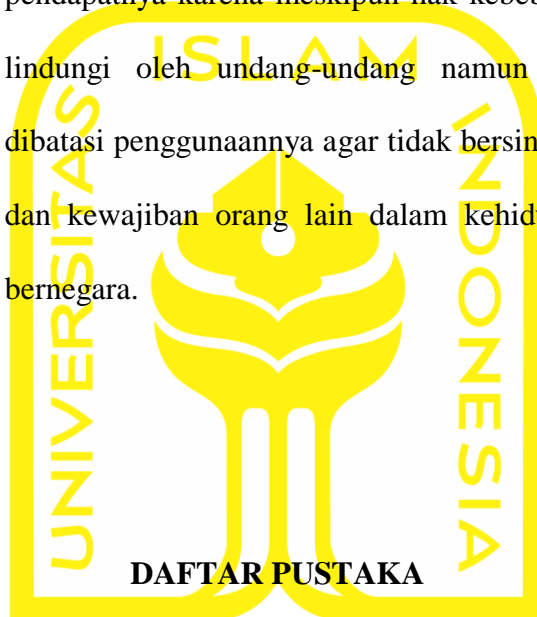 pendapatnya karena meskipun hak kebe
lindungi oleh undang-undang namun
dibatasi penggunaannya agar tidak bersin
dan kewajiban orang lain dalam kehid
bernegara.
UNIVERSITAS ISLAM INDONESIA
DAFTAR PUSTAKA